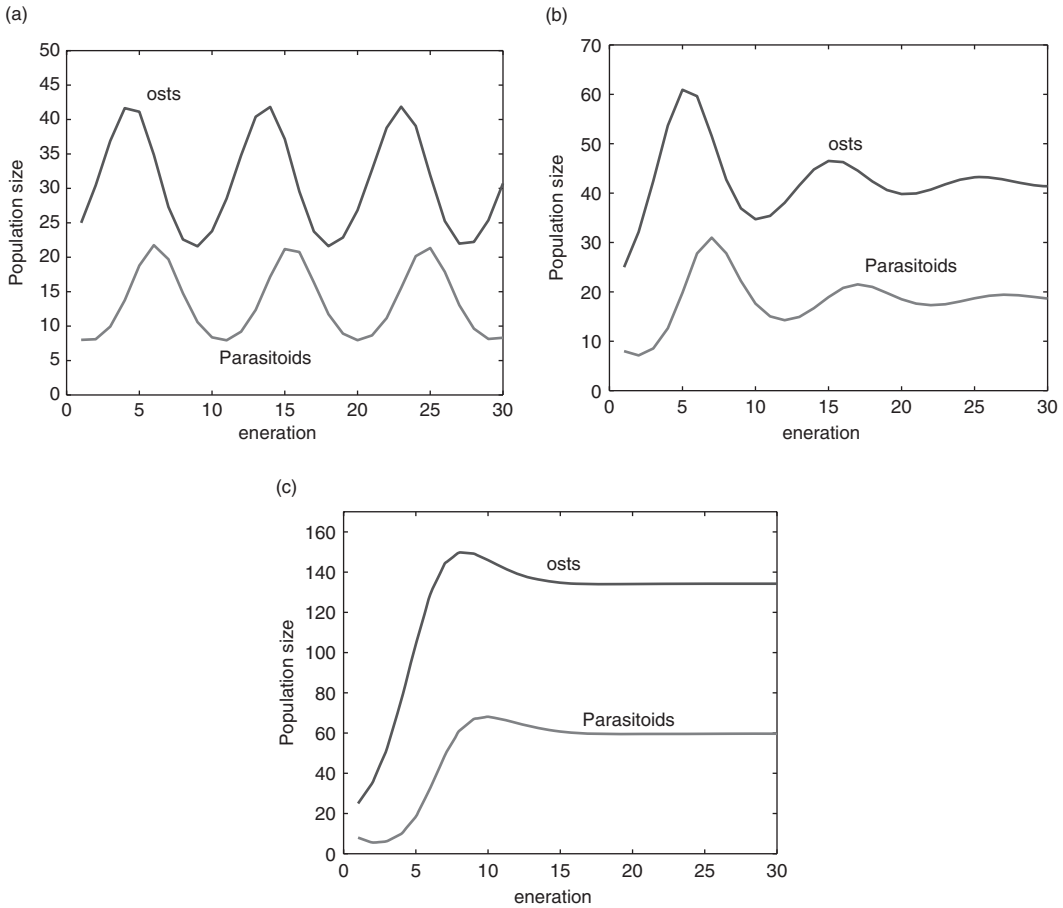 (a)
50
45
40
35
30
25
20
15
10
5
0
Population size
osts
Parasitoids
0 5 10 15 20 25 30
eneration
(b)
70
60
50
40
30
20
10
0
Population size
osts
Parasitoids
0 5 10 15 20 25 30
eneration
(c)
160
140
120
100
80
60
40
20
0
Population size
osts
Parasitoids
0 5 10 15 20 25 30
eneration